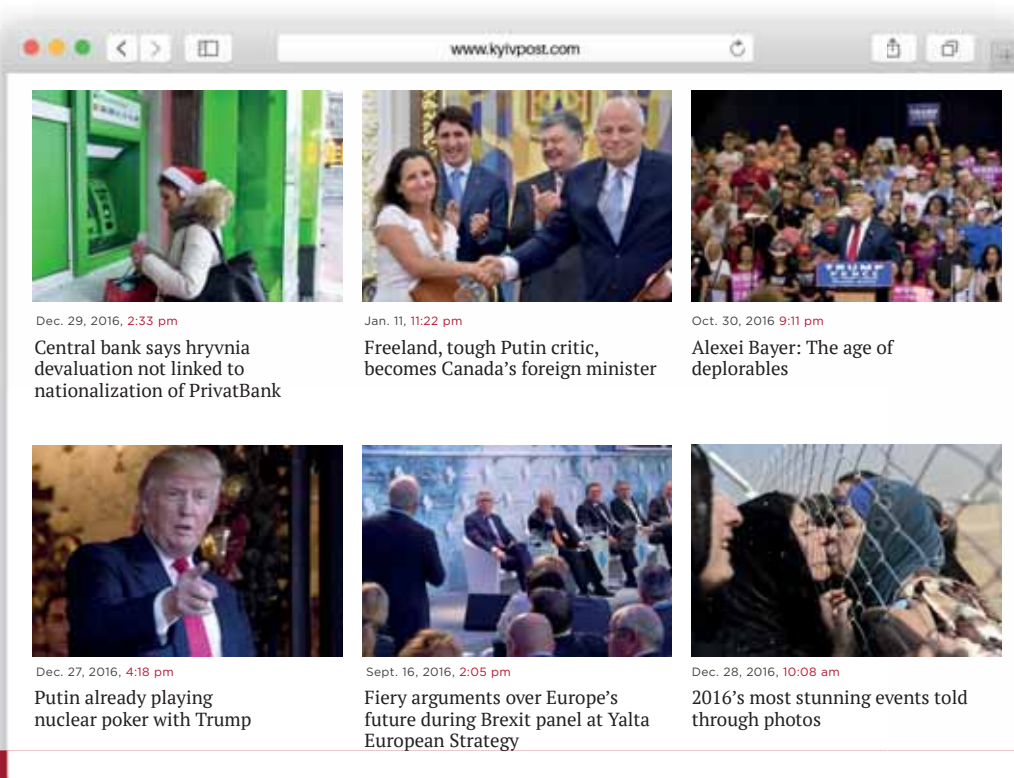 www.kyivpost.com
TRUMP
TRUMP
PENCE
Dec. 29, 2016, 2:33 pm
Central bank says hryvnia
devaluation not linked to
nationalization of PrivatBank
Jan. 11, 11:22 pm
Freeland, tough Putin critic,
becomes Canada’s foreign minister
Oct. 30, 2016 9:11 pm
Alexei Bayer: The age of
deplorables
Dec. 27, 2016, 4:18 pm
Putin already playing
nuclear poker with Trump
Sept. 16, 2016, 2:05 pm
Fiery arguments over Europe’s
future during Brexit panel at Yalta
European Strategy
Dec. 28, 2016, 10:08 am
2016’s most stunning events told
through photos